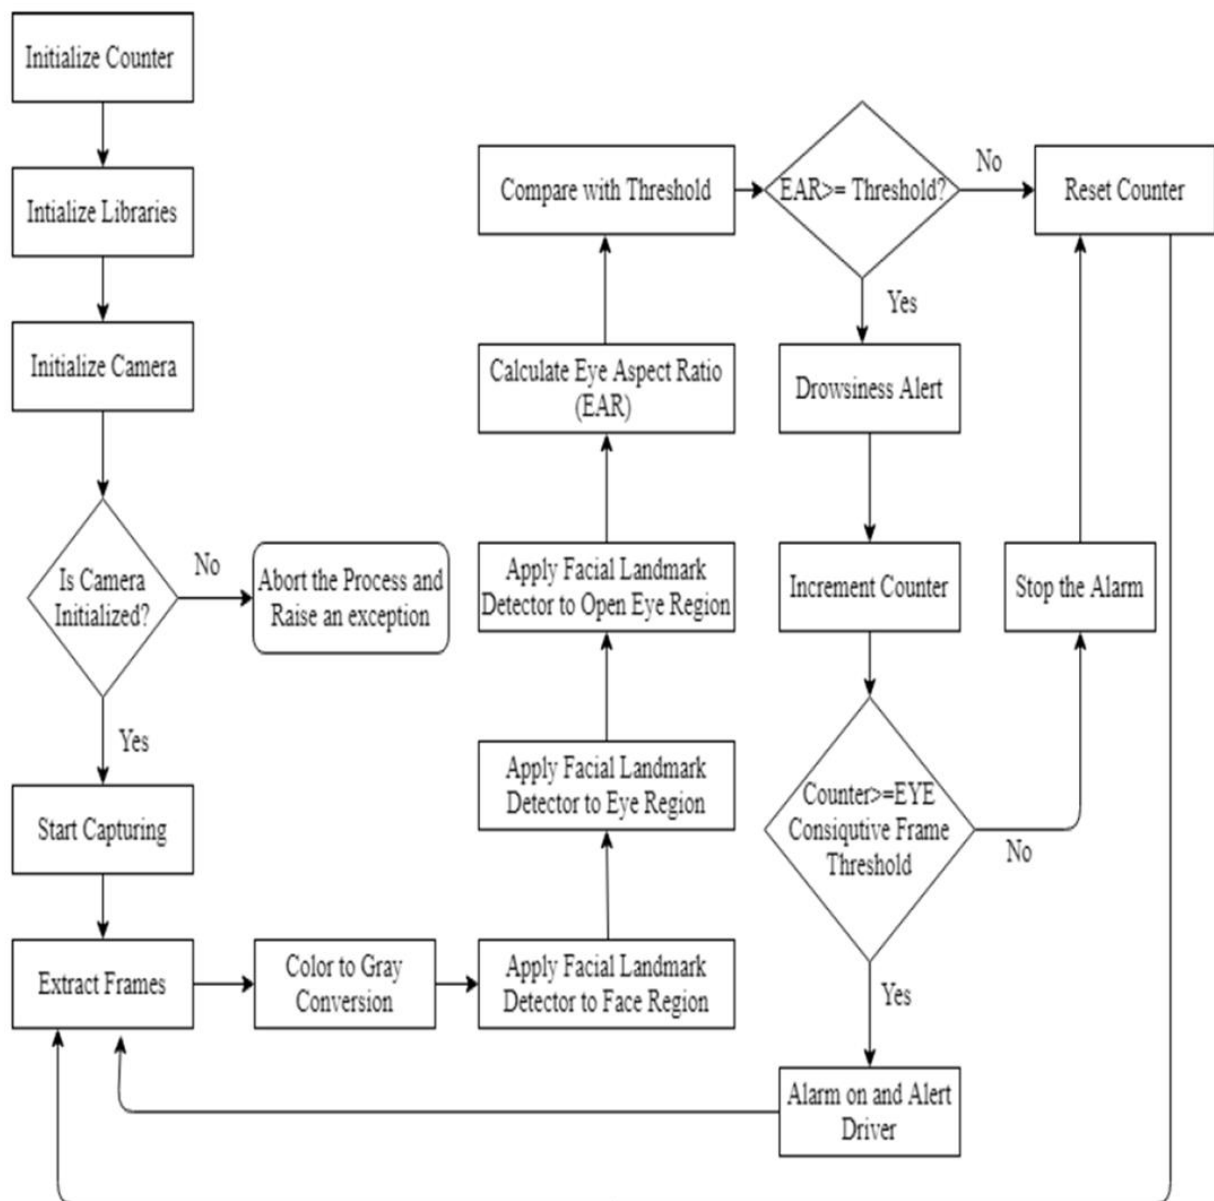 Initialize Counter
Intialize Libraries
Initialize Camera
Is Camera
Initialized?
No
Abort the Process and
Raise an exception
Yes
Start Capturing
Extract Frames
Color to Gray
Conversion
Apply Facial Landmark
Detector to Face Region
Apply Facial Landmark
Detector to Eye Region
Apply Facial Landmark
Detector to Open Eye Region
Calculate Eye Aspect Ratio
(EAR)
Compare with Threshold
EAR>= Threshold?
No
Reset Counter
Yes
Drowsiness Alert
Increment Counter
Stop the Alarm
Counter>=EYE
Consiqutive Frame
Threshold
No
Yes
Alarm on and Alert
Driver